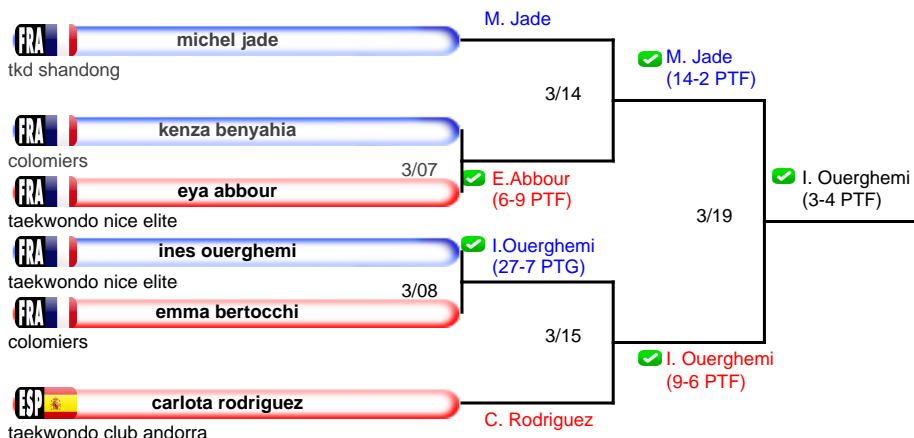 M. Jade
FRA michel jade
tkd shandong
M. Jade
(14-2 PTF)
3/14
FRA kenza benyahia
colomiers
3/07
FRA eya abbour
taekwondo nice elite
E.Abbour
(6-9 PTF)
I. Ouerghemi
(3-4 PTF)
3/19
FRA ines ouerghemi
taekwondo nice elite
I.Ouerghemi
(27-7 PTG)
3/08
FRA emma bertocchi
colomiers
3/15
I. Ouerghemi
(9-6 PTF)
ESP carlota rodriguez
taekwondo club andorra
C. Rodriguez